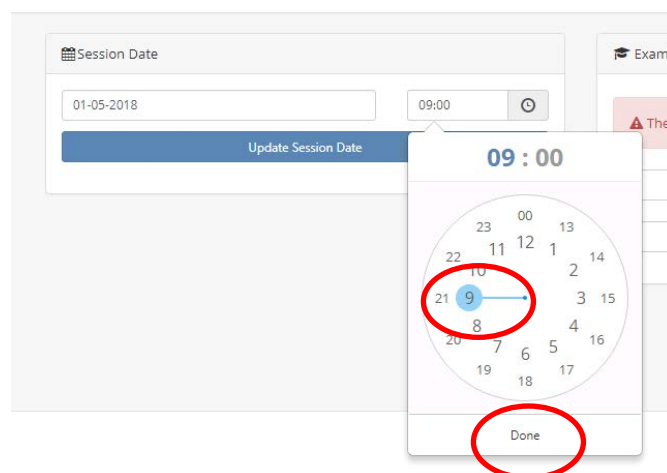 Session Date
Exam
01-05-2018
09:00
The
Update Session Date
09 : 00
00
23 13
11 12 1
22 14
10 2
21 9 3 15
8 4
20 16
7 6 5
19 17
18
Done